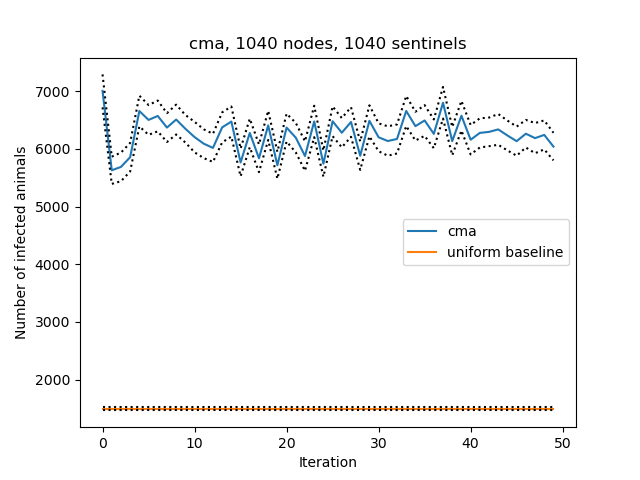 cma, 1040 nodes, 1040 sentinels
Number of infected animals
7000
6000
5000
4000
3000
2000
cma
uniform baseline
0
10
20
30
40
50
Iteration